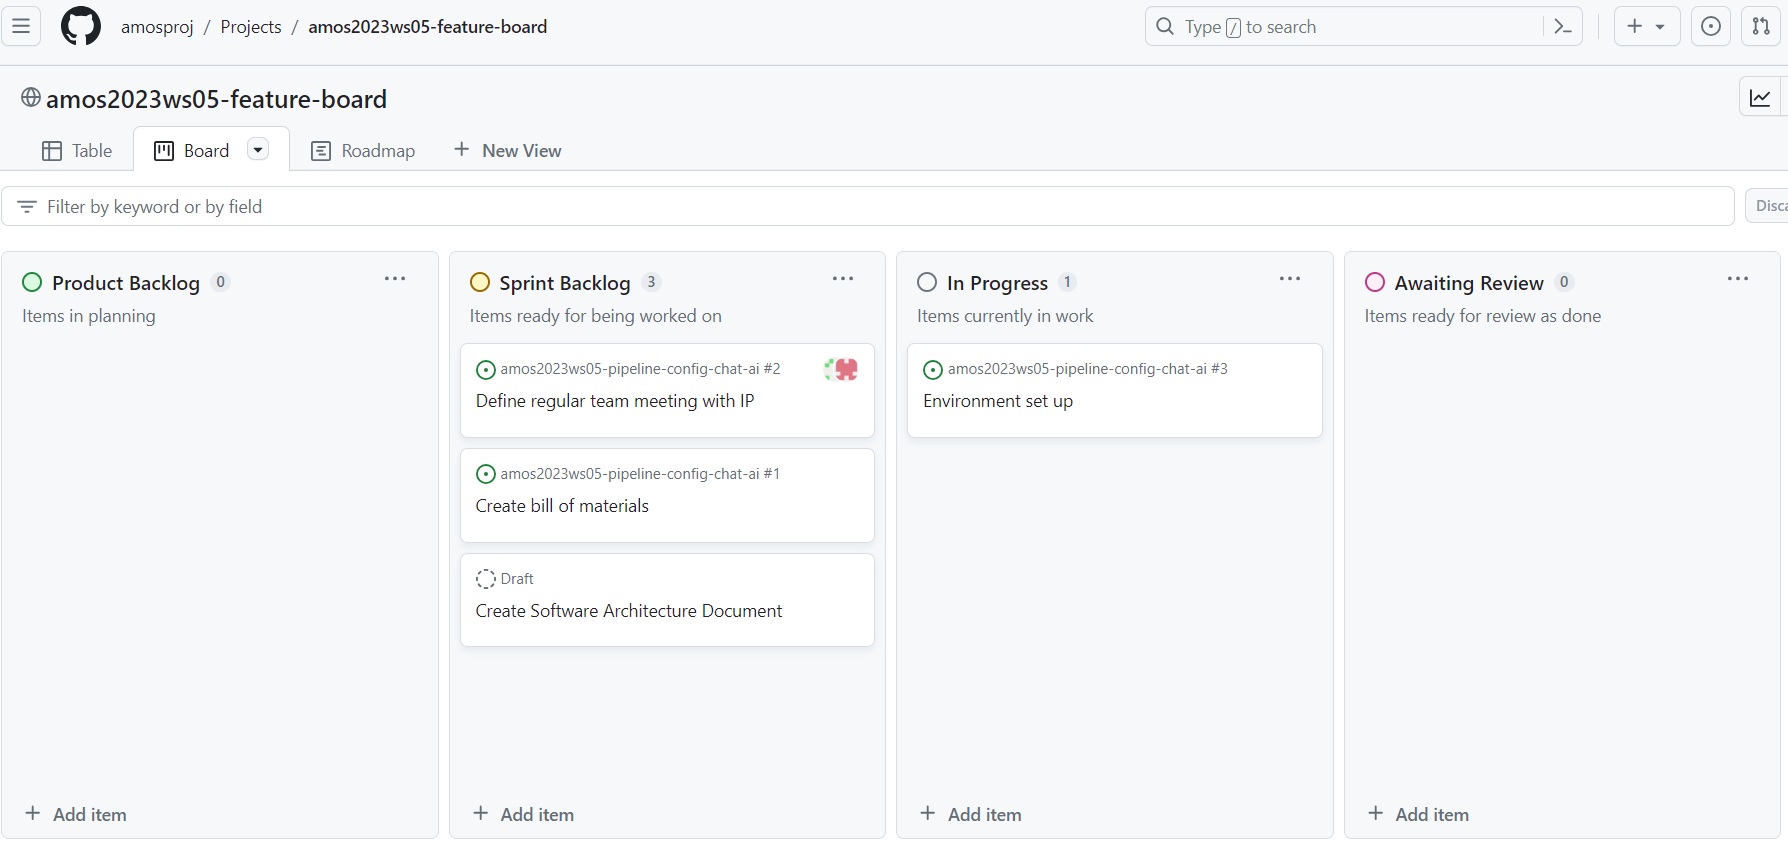 amosproj / Projects / amos2023ws05-feature-board
Type / to search
amos2023ws05-feature-board
Table
Board
Roadmap
New View
Filter by keyword or by field
Disca
Product Backlog 0
Items in planning
Add item
Sprint Backlog 3
Items ready for being worked on
amos2023ws05-pipeline-config-chat-ai #2
Define regular team meeting with IP
amos2023ws05-pipeline-config-chat-ai #1
Create bill of materials
Draft
Create Software Architecture Document
Add item
In Progress 1
Items currently in work
amos2023ws05-pipeline-config-chat-ai #3
Environment set up
Add item
Awaiting Review 0
Items ready for review as done
Add item